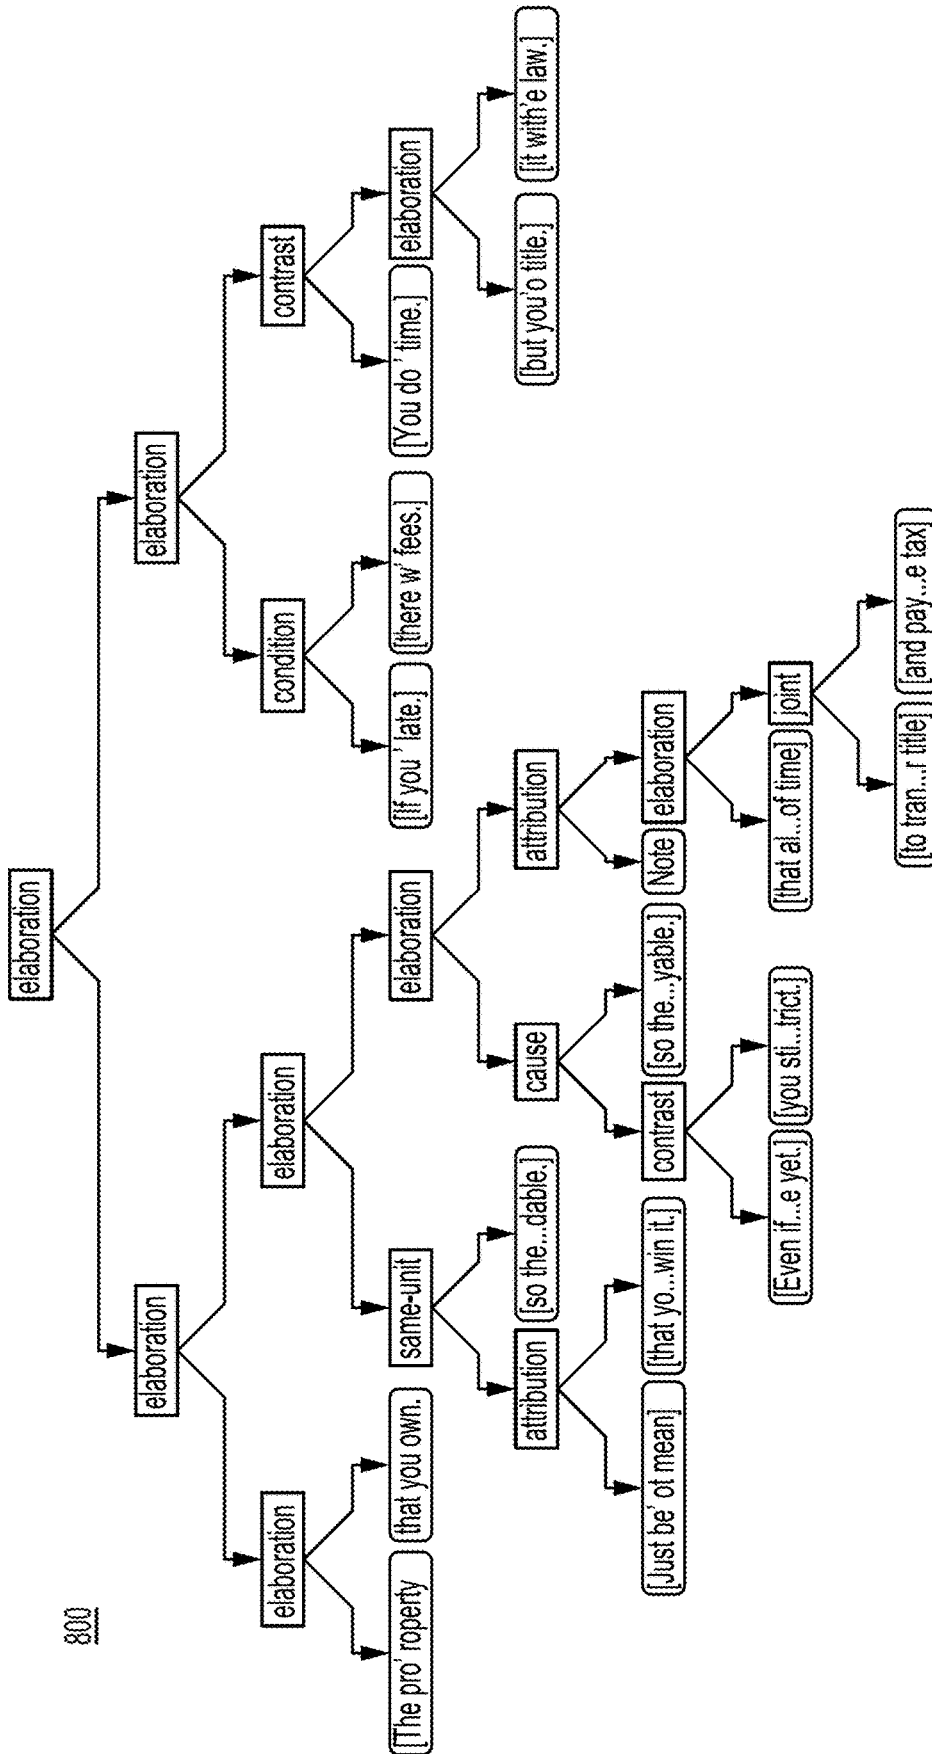 800
elaboration
elaboration
elaboration
elaboration
elaboration
condition
contrast
[The pro' roperty
that you own.
same-unit
elaboration
[If you ' late.]
[there w' fees.]
[You do ' time.]
elaboration
attribution
[so the...dable.]
cause
attribution
[but you'o title.]
[it with'e law.]
[Just be' ot mean]
[that yo...win it.]
contrast
[so the...yable.]
Note
elaboration
[Even if...e yet.]
[you sti...trict.]
[that al...of time]
joint
[to tran...r title]
[and pay...e tax]